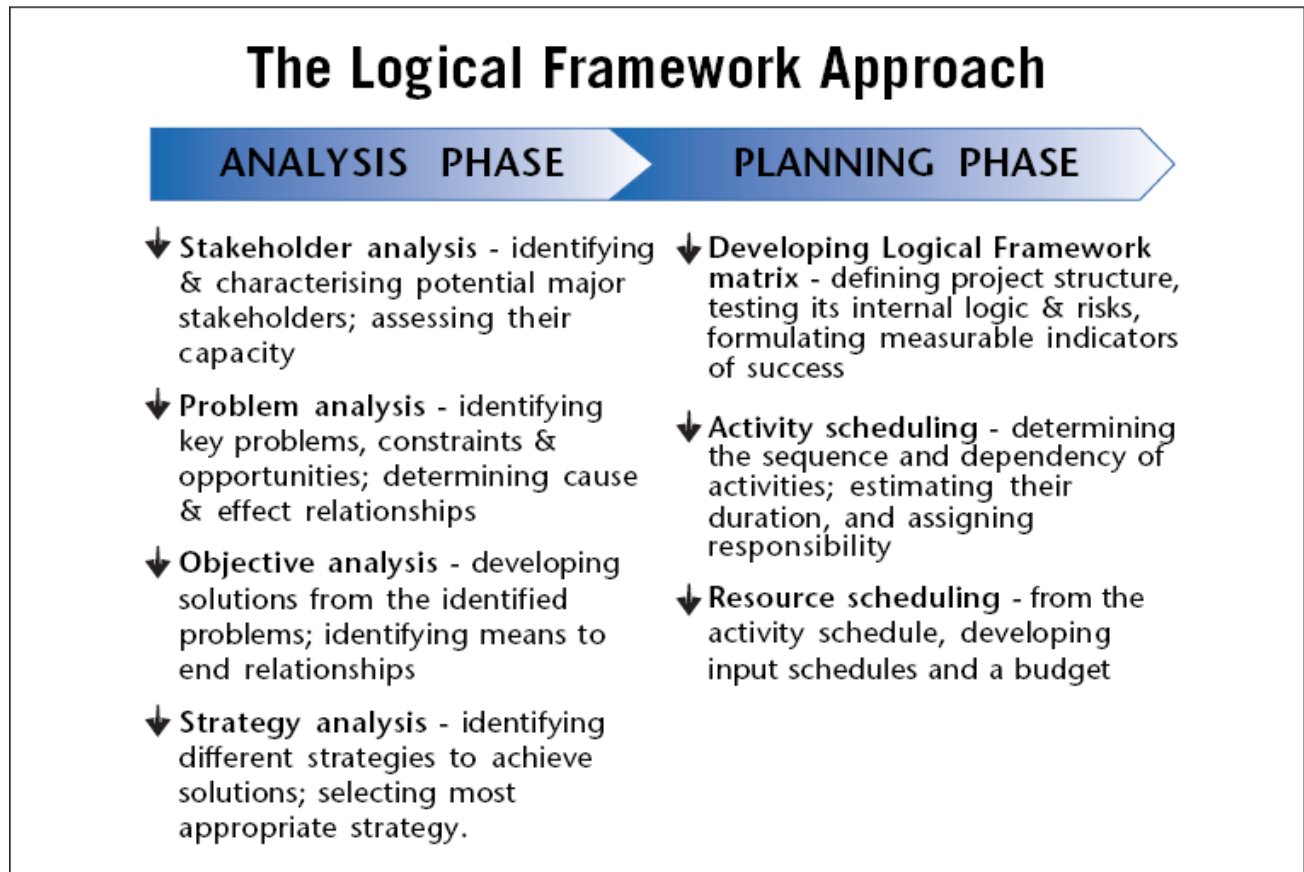 The Logical Framework Approach
ANALYSIS PHASE
PLANNING PHASE
Stakeholder analysis - identifying
& characterising potential major
stakeholders; assessing their
capacity
Problem analysis - identifying
key problems, constraints &
opportunities; determining cause
& effect relationships
Objective analysis - developing
solutions from the identified
problems; identifying means to
end relationships
Strategy analysis - identifying
different strategies to achieve
solutions; selecting most
appropriate strategy.
Developing Logical Framework
matrix - defining project structure,
testing its internal logic & risks,
formulating measurable indicators
of success
Activity scheduling - determining
the sequence and dependency of
activities; estimating their
duration, and assigning
responsibility
Resource scheduling - from the
activity schedule, developing
input schedules and a budget